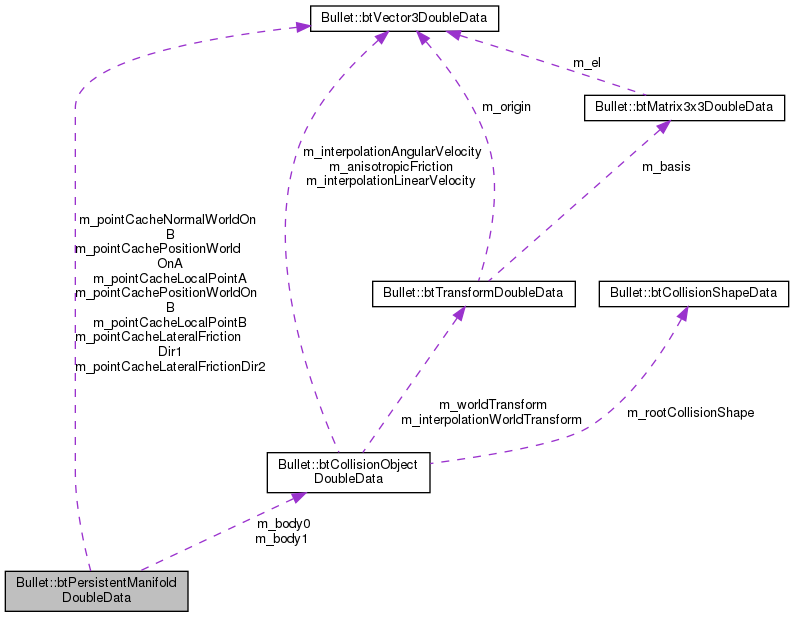 Bullet::btVector3DoubleData
m_el
Bullet::btMatrix3x3DoubleData
m_origin
m_interpolationAngularVelocity
m_anisotropicFriction
m_interpolationLinearVelocity
m_basis
m_pointCacheNormalWorldOn
B
m_pointCachePositionWorld
OnA
m_pointCacheLocalPointA
m_pointCachePositionWorldOn
B
m_pointCacheLocalPointB
m_pointCacheLateralFriction
Dir1
m_pointCacheLateralFrictionDir2
Bullet::btTransformDoubleData
Bullet::btCollisionShapeData
m_worldTransform
m_interpolationWorldTransform
m_rootCollisionShape
Bullet::btCollisionObject
DoubleData
m_body0
m_body1
Bullet::btPersistentManifold
DoubleData